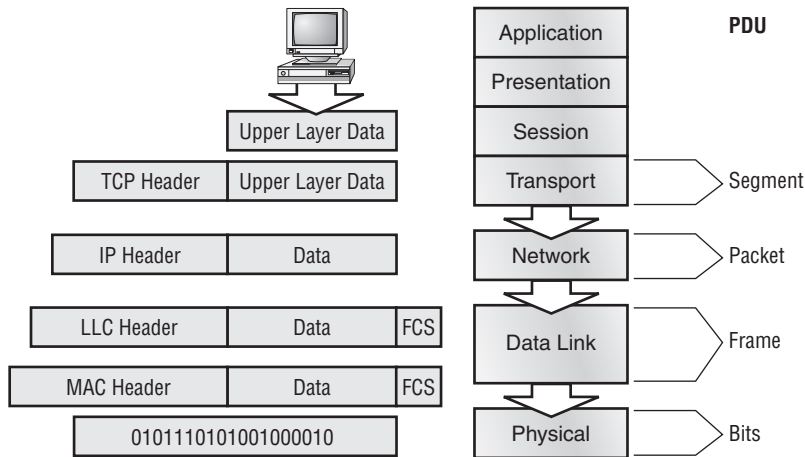 Application PDU
Presentation
Upper Layer Data Session
TCP Header Upper Layer Data Transport Segment
IP Header Data Network Packet
LLC Header Data FCS
Data Link Frame
MAC Header Data FCS
0101110101001000010 Physical Bits